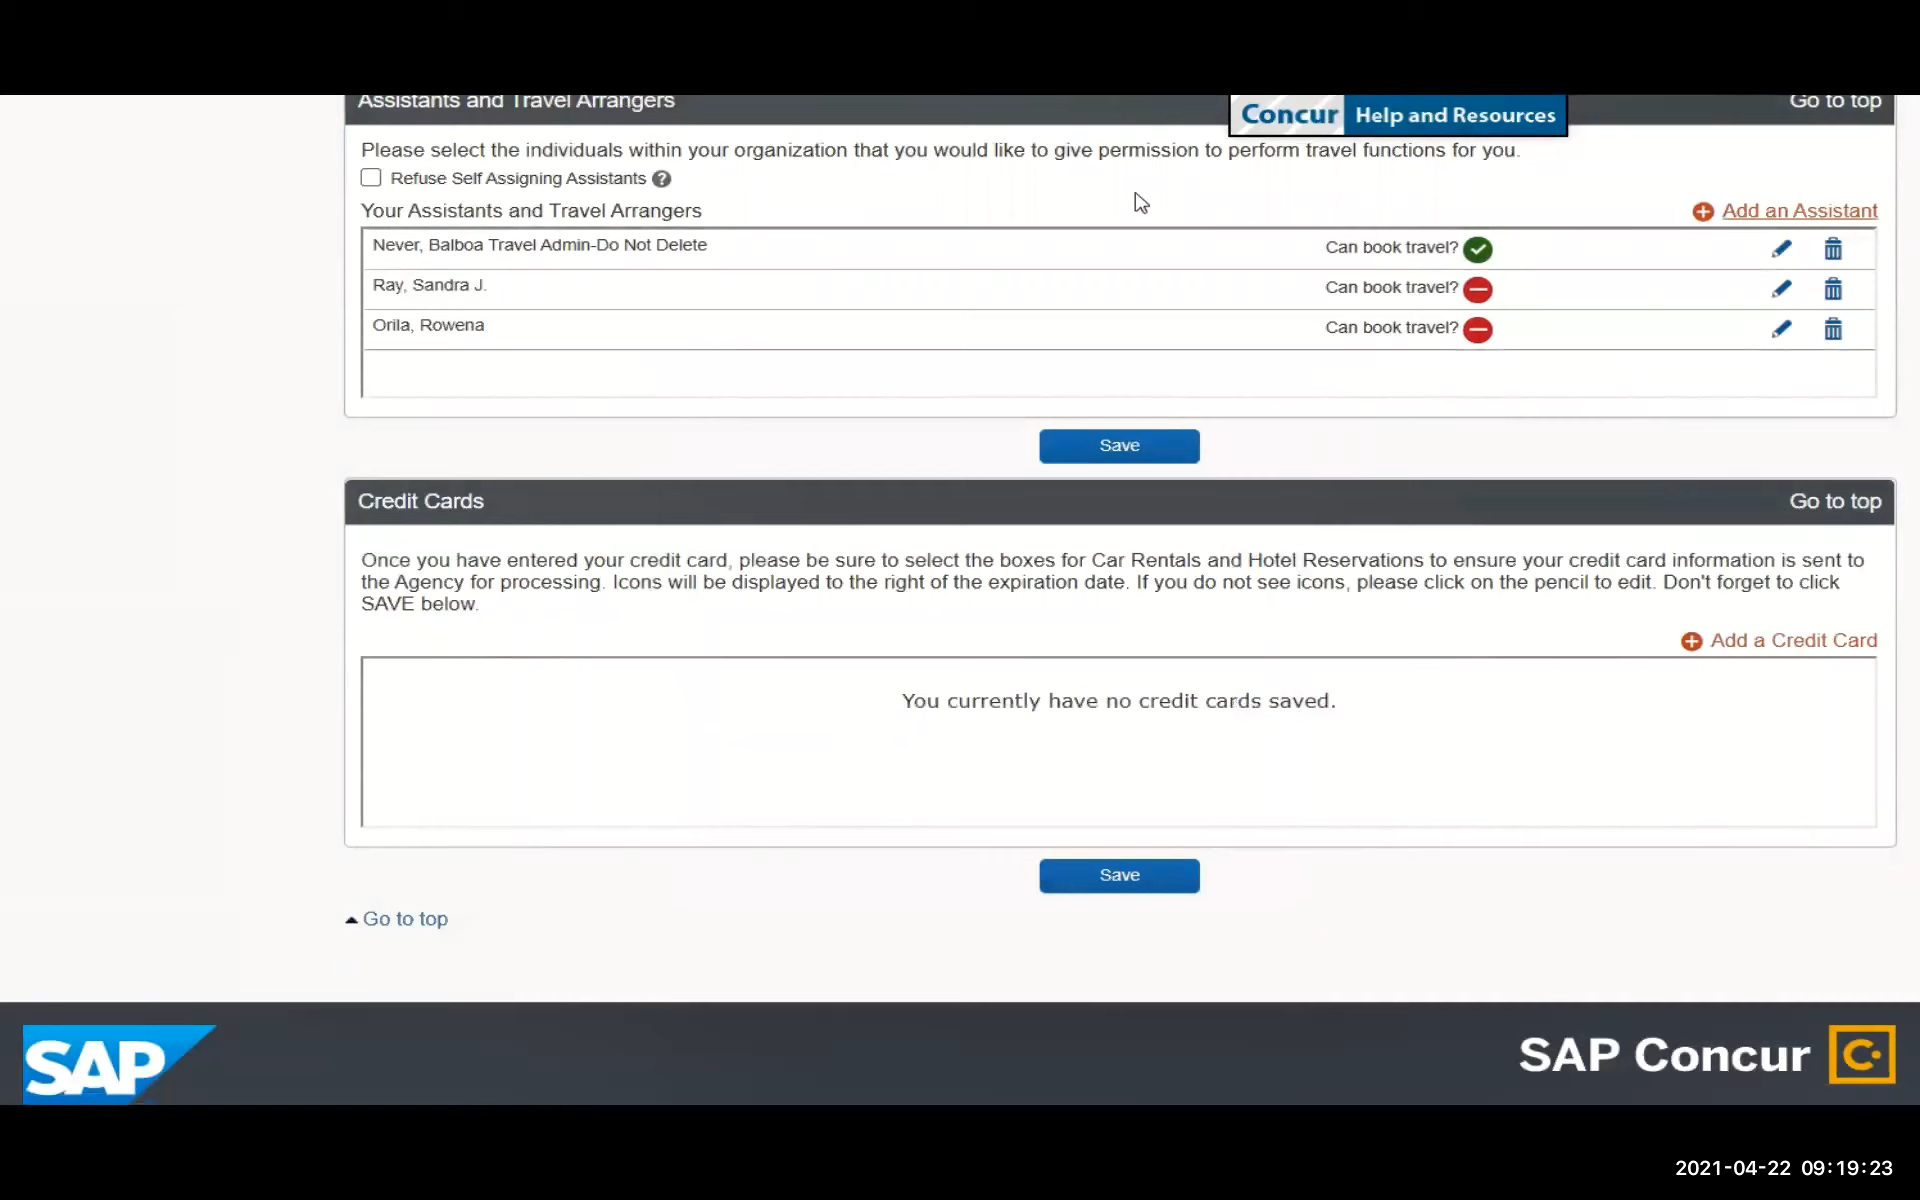 Assistants and Travel Arrangers
Go to top
Concur Help and Resources
Please select the individuals within your organization that you would like to give permission to perform travel functions for you.
Refuse Self Assigning Assistants ?
Your Assistants and Travel Arrangers
Add an Assistant
Never, Balboa Travel Admin-Do Not Delete
Can book travel?
Ray, Sandra J.
Can book travel?
Orila, Rowena
Can book travel?
Save
Credit Cards
Go to top
Once you have entered your credit card, please be sure to select the boxes for Car Rentals and Hotel Reservations to ensure your credit card information is sent to
the Agency for processing. Icons will be displayed to the right of the expiration date. If you do not see icons, please click on the pencil to edit. Don't forget to click
SAVE below.
Add a Credit Card
You currently have no credit cards saved.
Save
Go to top
SAP
SAP Concur C.
2021-04-22 09:19:23